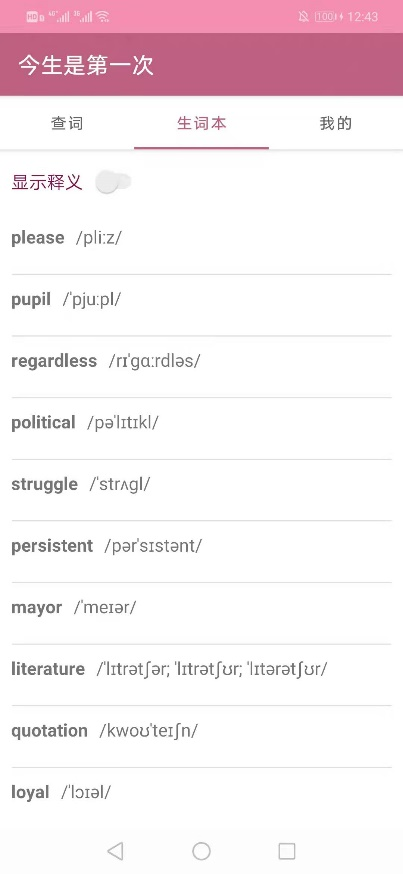 12:43
今生是第一次
查词 生词本 我的
显示释义
please /pliːz/
pupil /ˈpjuːpl/
regardless /rɪˈɡɑːrdləs/
political /pəˈlɪtɪkl/
struggle /ˈstrʌɡl/
persistent /pərˈsɪstənt/
mayor /ˈmeɪər/
literature /ˈlɪtrətʃər; ˈlɪtrətʃʊr; ˈlɪtərətʃʊr/
quotation /kwoʊˈteɪʃn/
loyal /ˈlɔɪəl/